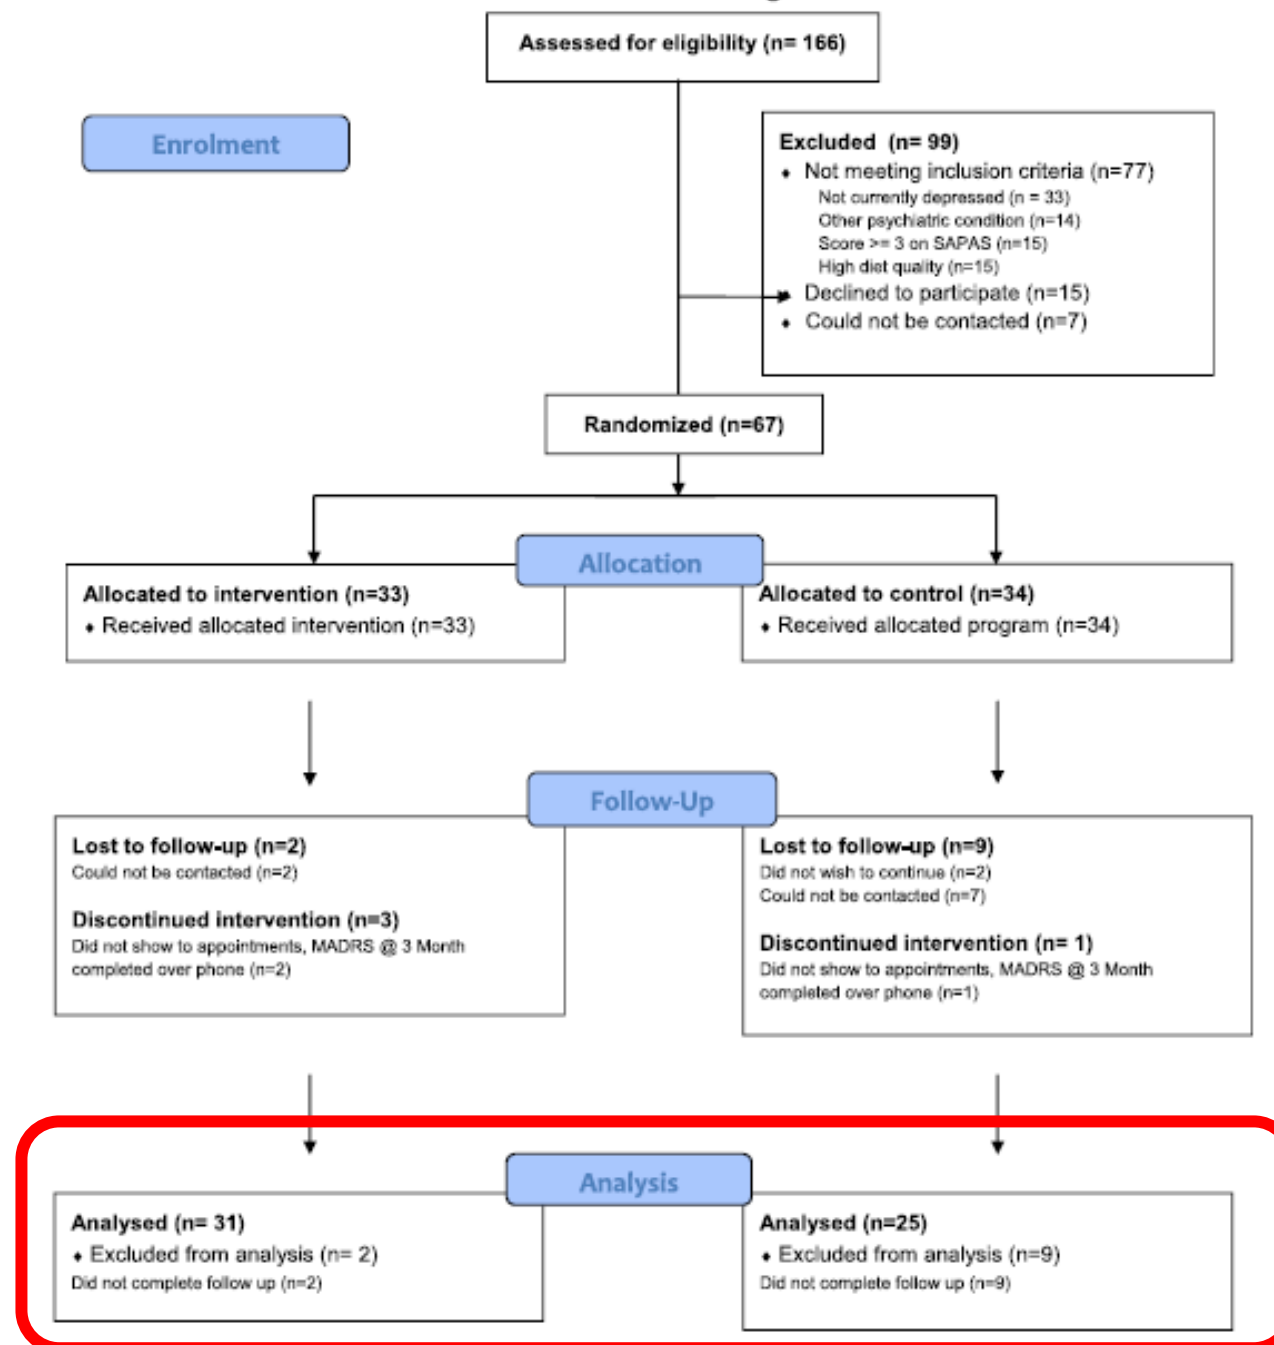 Assessed for eligibility (n= 166)
Enrolment
Excluded (n= 99)
⬧ Not meeting inclusion criteria (n=77)
Not currently depressed (n = 33)
Other psychiatric condition (n=14)
Score >= 3 on SAPAS (n=15)
High diet quality (n=15)
⬧ Declined to participate (n=15)
⬧ Could not be contacted (n=7)
Randomized (n=67)
Allocation
Allocated to intervention (n=33)
⬧ Received allocated intervention (n=33)
Allocated to control (n=34)
⬧ Received allocated program (n=34)
Follow-Up
Lost to follow-up (n=2)
Could not be contacted (n=2)
Discontinued intervention (n=3)
Did not show to appointments, MADRS @ 3 Month
completed over phone (n=2)
Lost to follow-up (n=9)
Did not wish to continue (n=2)
Could not be contacted (n=7)
Discontinued intervention (n= 1)
Did not show to appointments, MADRS @ 3 Month
completed over phone (n=1)
Analysis
Analysed (n= 31)
⬧ Excluded from analysis (n= 2)
Did not complete follow up (n=2)
Analysed (n=25)
⬧ Excluded from analysis (n=9)
Did not complete follow up (n=9)